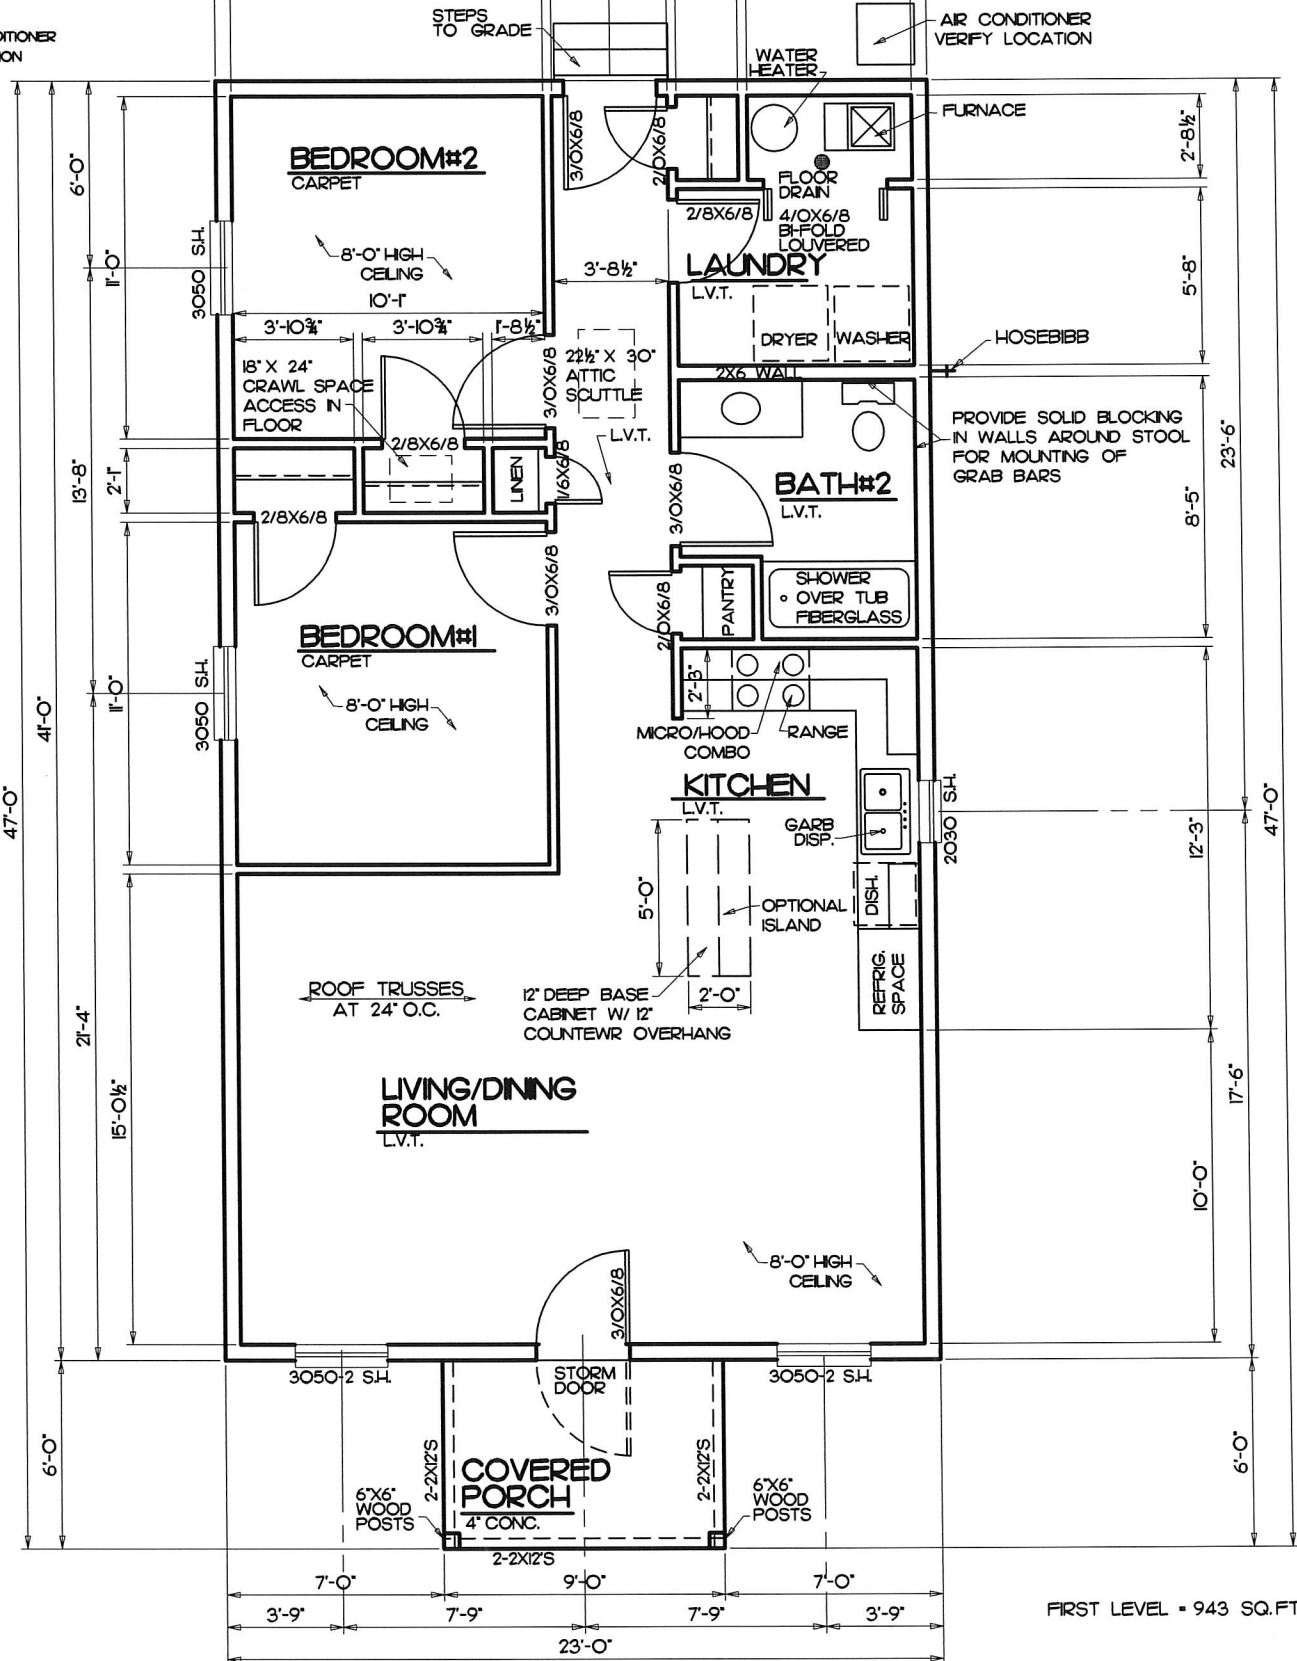 DITIONER
ION
STEPS
TO GRADE
AIR CONDITIONER
VERIFY LOCATION
WATER
HEATER
FURNACE
BEDROOM#2
CARPET
3/0X6/8
2/0X6/8
FLOOR
DRAIN
2/8X6/8
4/0X6/8
BI-FOLD
LOUVERED
2'-8½"
6'-0"
11'-0"
3050 S.H.
8'-0" HIGH
CEILING
10'-1"
3'-10¾"
3'-10¾"
1'-8½"
3'-8½"
LAUNDRY
L.V.T.
DRYER
WASHER
5'-8"
HOSEBIBB
18" X 24"
CRAWL SPACE
ACCESS IN
FLOOR
3/0X6/8
22½" X 30"
ATTIC
SCUTTLE
2X6 WALL
L.V.T.
2/8X6/8
LINEN
1/6X6/8
PROVIDE SOLID BLOCKING
IN WALLS AROUND STOOL
FOR MOUNTING OF
GRAB BARS
23'-6"
13'-8"
2'-1"
2/8X6/8
3/0X6/8
BATH#2
L.V.T.
8'-5"
3/0X6/8
2/0X6/8
PANTRY
SHOWER
OVER TUB
FIBERGLASS
BEDROOM#1
CARPET
3050 S.H.
11'-0"
8'-0" HIGH
CEILING
2'-3"
MICRO/HOOD
COMBO
RANGE
41'-0"
47'-0"
KITCHEN
L.V.T.
GARB
DISP.
2030 S.H.
12'-3"
47'-0"
5'-0"
OPTIONAL
ISLAND
DISH.
REFRIG.
SPACE
ROOF TRUSSES
AT 24" O.C.
12" DEEP BASE
CABINET W/ 12"
COUNTEWR OVERHANG
2'-0"
21'-4"
15'-0½"
LIVING/DINING
ROOM
L.V.T.
17'-6"
10'-0"
8'-0" HIGH
CEILING
3/0X6/8
3050-2 S.H.
STORM
DOOR
3050-2 S.H.
6'-0"
2-2X12'S
2-2X12'S
6'-0"
COVERED
PORCH
4" CONC.
6"X6"
WOOD
POSTS
6"X6"
WOOD
POSTS
2-2X12'S
7'-0"
9'-0"
7'-0"
3'-9"
7'-9"
7'-9"
3'-9"
23'-0"
FIRST LEVEL = 943 SQ.FT